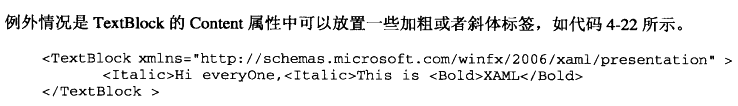 例外情况是 TextBlock 的 Content 属性中可以放置一些加粗或者斜体标签，如代码 4-22 所示。
<TextBlock xmlns="http://schemas.microsoft.com/winfx/2006/xaml/presentation" >
<Italic>Hi everyOne,<Italic>This is <Bold>XAML</Bold>
</TextBlock >